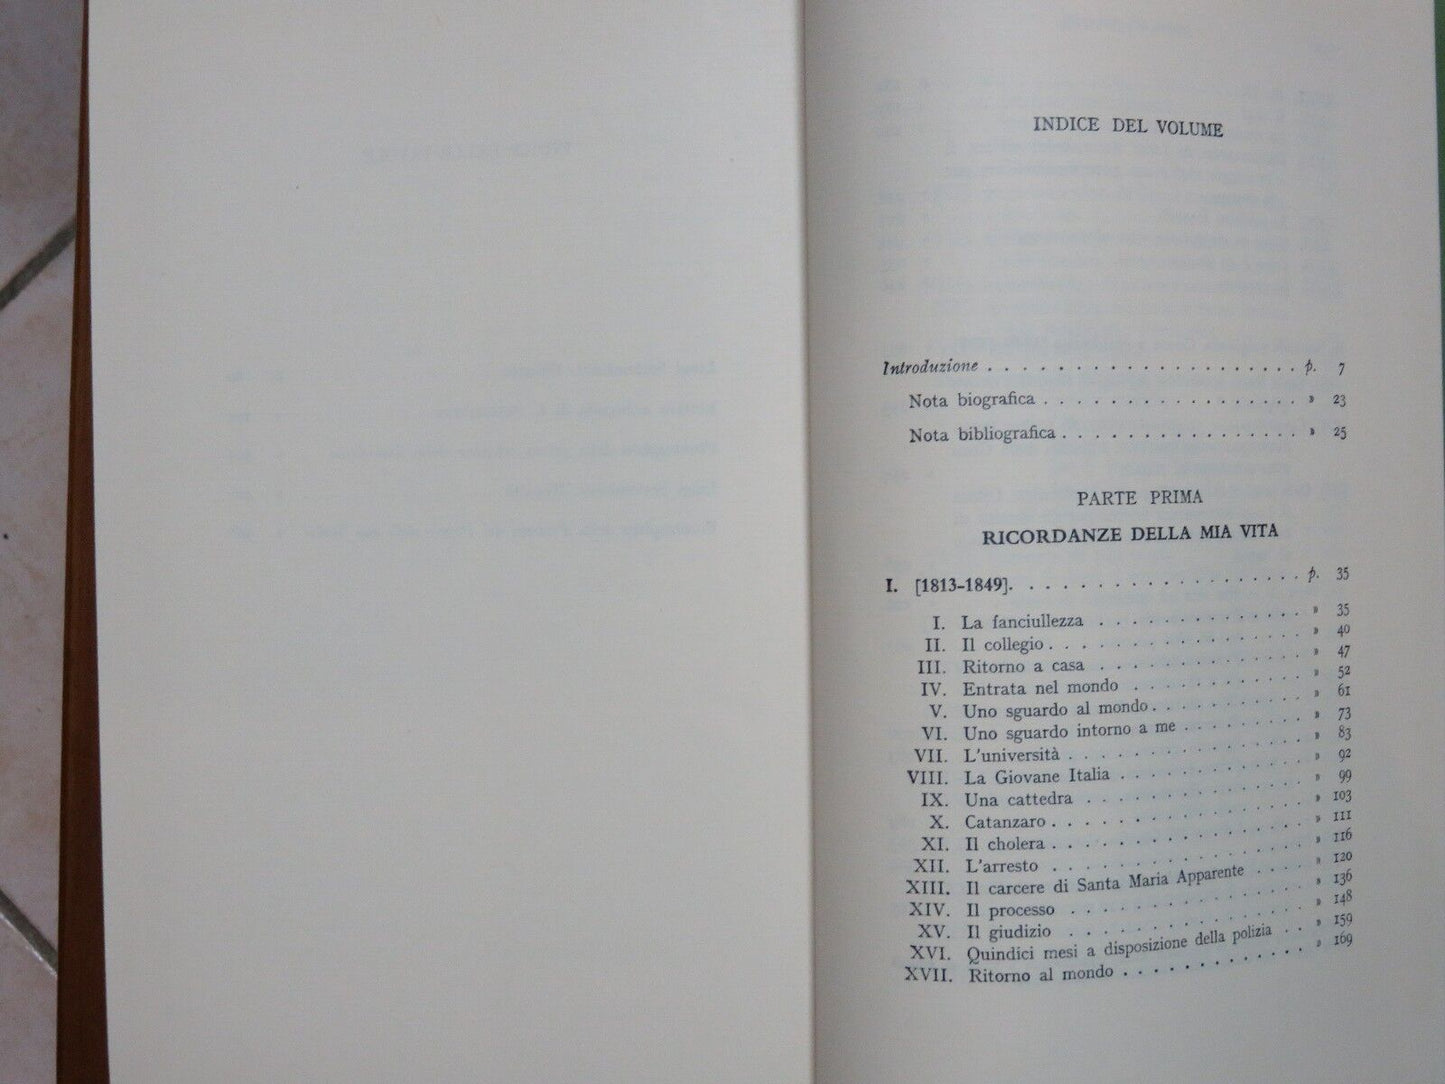 INDICE DEL VOLUME
Introduzione . . . . . . . . . . . . . . . . . . . p. 7
Nota biografica . . . . . . . . . . . . . . . . . » 23
Nota bibliografica . . . . . . . . . . . . . . . . » 25
PARTE PRIMA
RICORDANZE DELLA MIA VITA
I. [1813-1849]. . . . . . . . . . . . . . . . . . p. 35
I. La fanciullezza . . . . . . . . . . . . . » 35
II. Il collegio . . . . . . . . . . . . . . . » 40
III. Ritorno a casa . . . . . . . . . . . . . » 47
IV. Entrata nel mondo . . . . . . . . . . . » 52
V. Uno sguardo al mondo . . . . . . . . . . » 61
VI. Uno sguardo intorno a me . . . . . . . . » 73
VII. L'università . . . . . . . . . . . . . . » 83
VIII. La Giovane Italia . . . . . . . . . . . » 92
IX. Una cattedra . . . . . . . . . . . . . . » 99
X. Catanzaro . . . . . . . . . . . . . . . » 103
XI. Il cholera . . . . . . . . . . . . . . . » 111
XII. L'arresto . . . . . . . . . . . . . . . » 116
XIII. Il carcere di Santa Maria Apparente . . . . » 120
XIV. Il processo . . . . . . . . . . . . . . » 136
XV. Il giudizio . . . . . . . . . . . . . . » 148
XVI. Quindici mesi a disposizione della polizia . . » 159
XVII. Ritorno al mondo . . . . . . . . . . . » 169